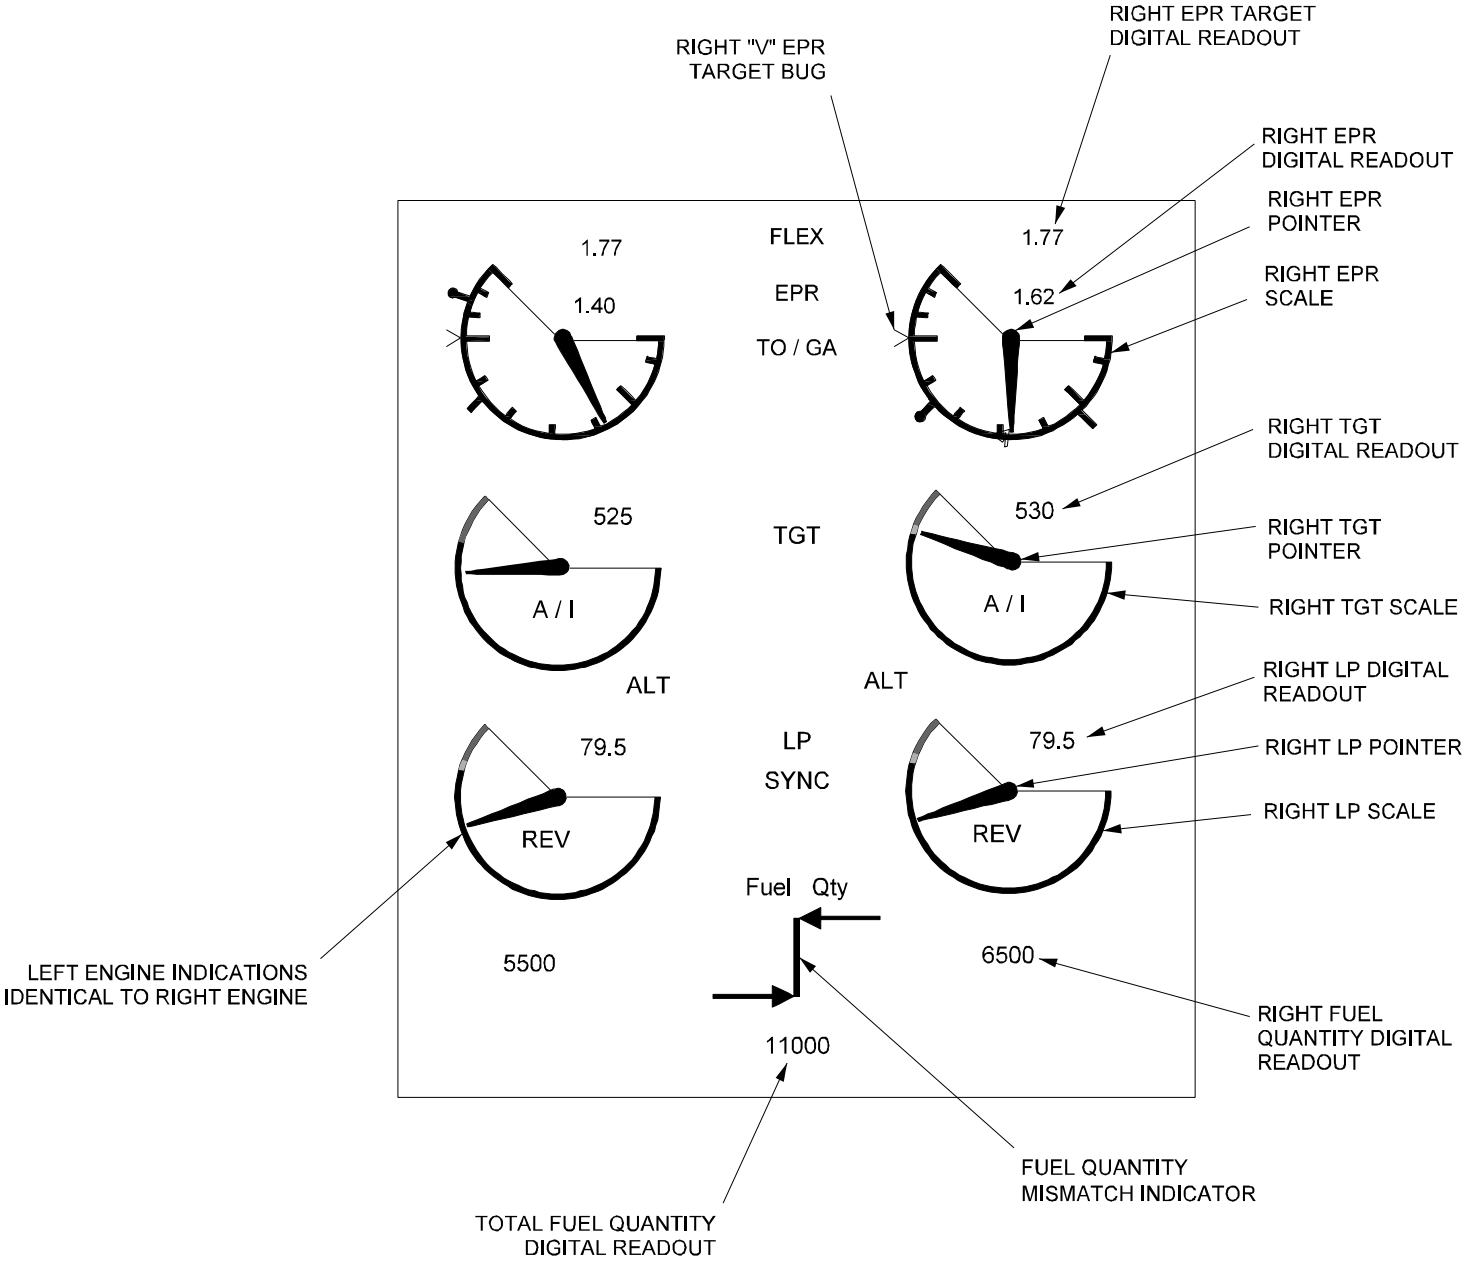 RIGHT EPR TARGET
DIGITAL READOUT
RIGHT "V" EPR
TARGET BUG
RIGHT EPR
DIGITAL READOUT
RIGHT EPR
POINTER
RIGHT EPR
SCALE
FLEX
1.77
1.77
EPR
1.40
1.62
TO / GA
RIGHT TGT
DIGITAL READOUT
525
530
TGT
RIGHT TGT
POINTER
A / I
A / I
RIGHT TGT SCALE
ALT
ALT
RIGHT LP DIGITAL
READOUT
79.5
LP
79.5
RIGHT LP POINTER
SYNC
RIGHT LP SCALE
REV
REV
Fuel Qty
5500
6500
LEFT ENGINE INDICATIONS
IDENTICAL TO RIGHT ENGINE
RIGHT FUEL
QUANTITY DIGITAL
READOUT
11000
FUEL QUANTITY
MISMATCH INDICATOR
TOTAL FUEL QUANTITY
DIGITAL READOUT